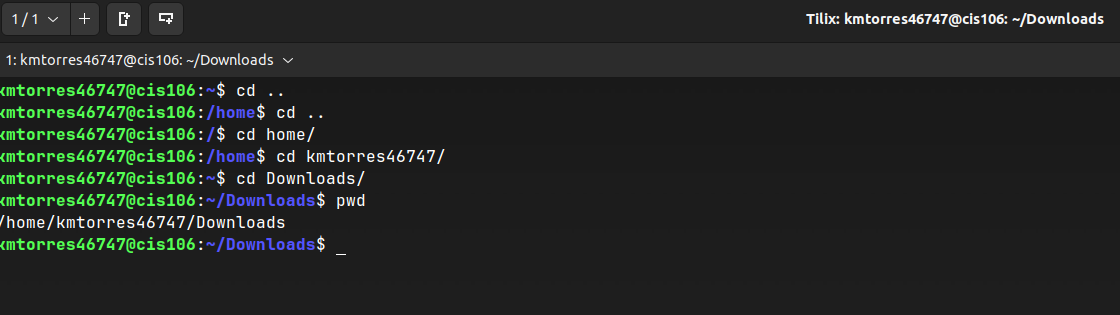 1 / 1
Tilix: kmtorres46747@cis106: ~/Downloads
1: kmtorres46747@cis106: ~/Downloads
kmtorres46747@cis106:~$ cd ..
kmtorres46747@cis106:/home$ cd ..
kmtorres46747@cis106:/$ cd home/
kmtorres46747@cis106:/home$ cd kmtorres46747/
kmtorres46747@cis106:~$ cd Downloads/
kmtorres46747@cis106:~/Downloads$ pwd
/home/kmtorres46747/Downloads
kmtorres46747@cis106:~/Downloads$ _